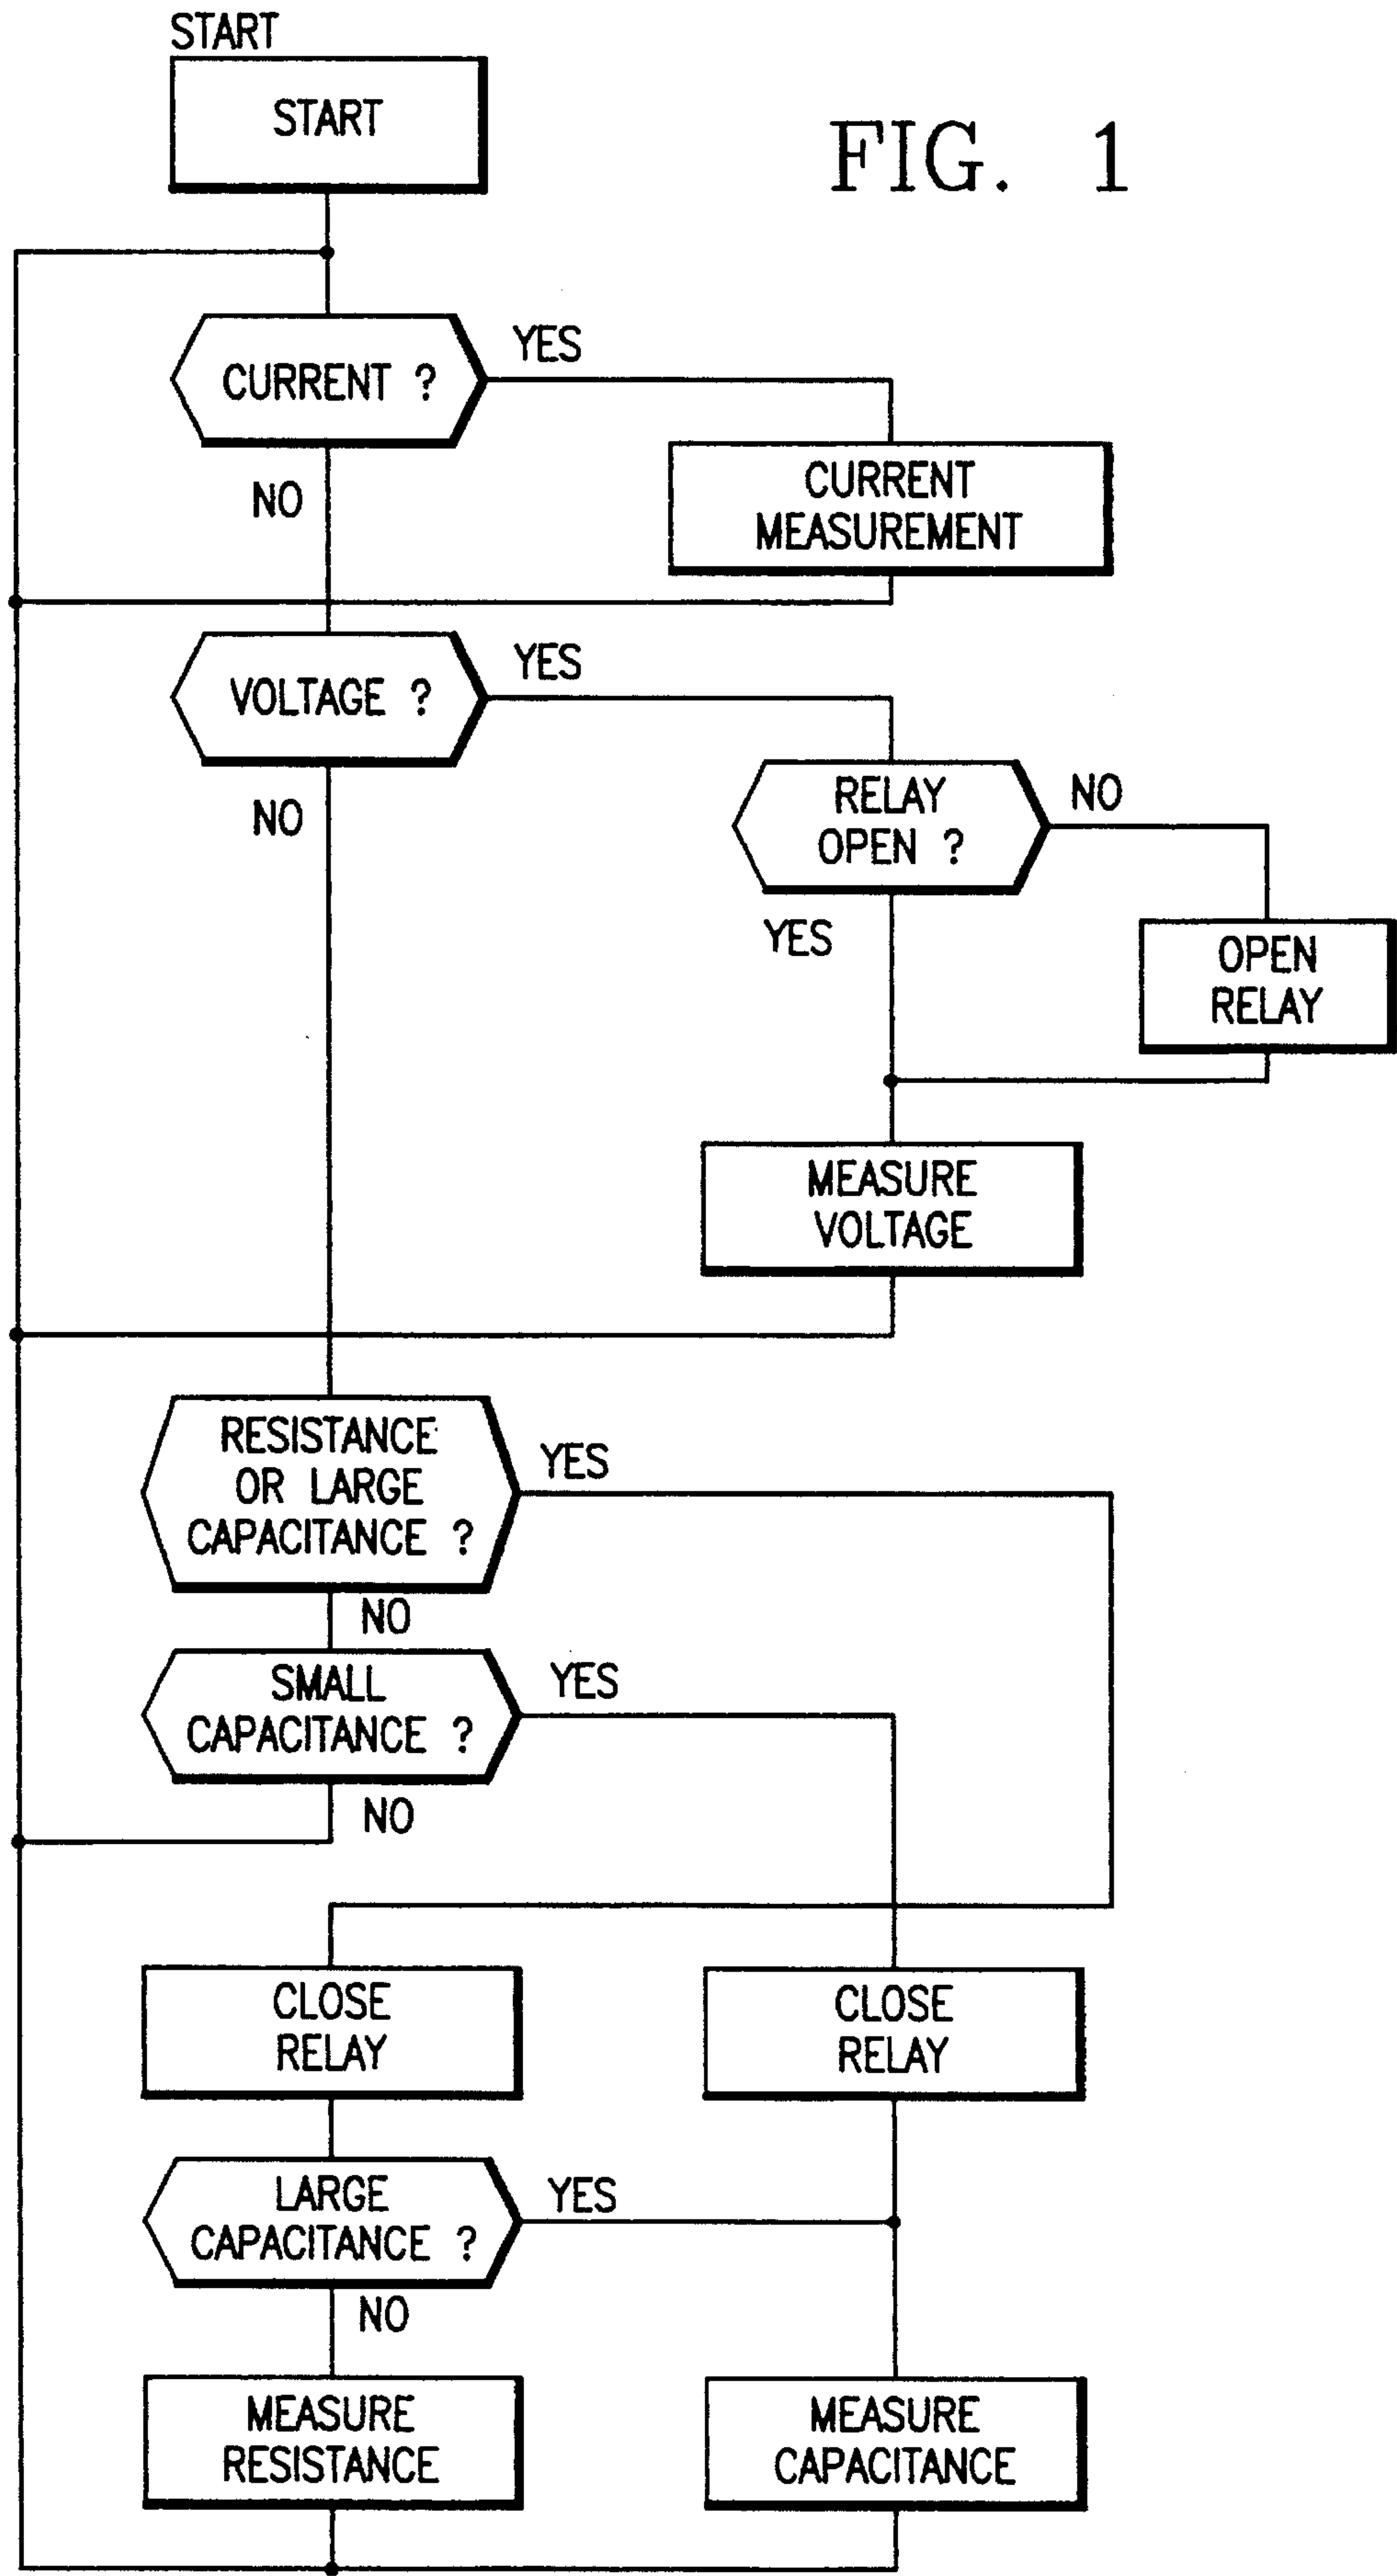 START
START
FIG. 1
CURRENT ?
YES
NO
CURRENT
MEASUREMENT
VOLTAGE ?
YES
NO
RELAY
OPEN ?
NO
YES
OPEN
RELAY
MEASURE
VOLTAGE
RESISTANCE
OR LARGE
CAPACITANCE ?
YES
NO
SMALL
CAPACITANCE ?
YES
NO
CLOSE
RELAY
CLOSE
RELAY
LARGE
CAPACITANCE ?
YES
NO
MEASURE
RESISTANCE
MEASURE
CAPACITANCE